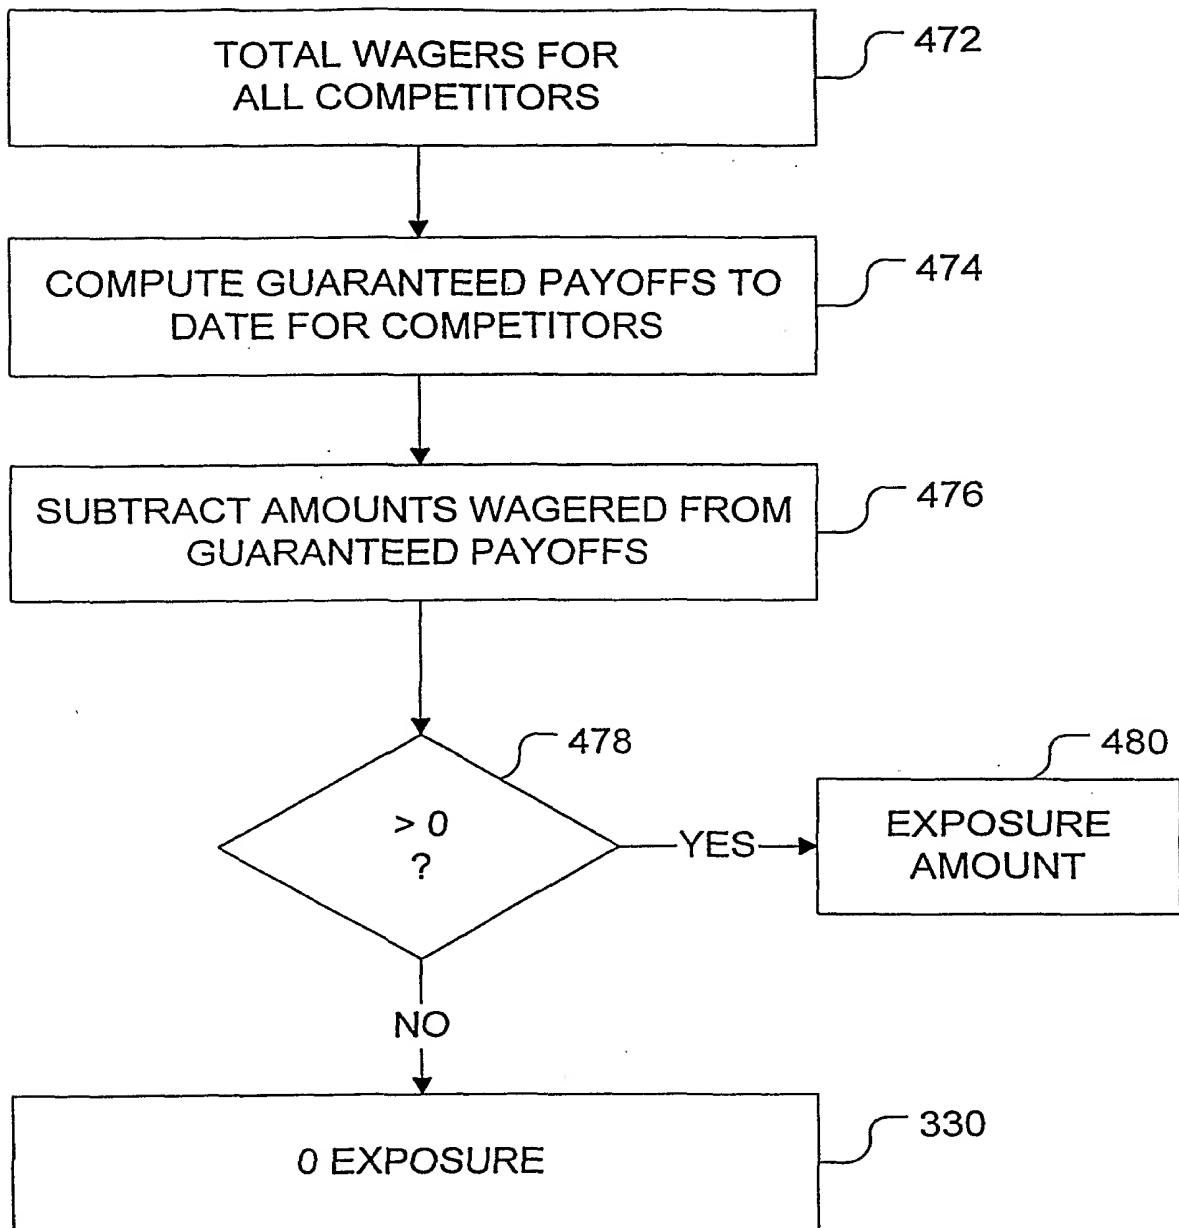 TOTAL WAGERS FOR
ALL COMPETITORS
472
COMPUTE GUARANTEED PAYOFFS TO
DATE FOR COMPETITORS
474
SUBTRACT AMOUNTS WAGERED FROM
GUARANTEED PAYOFFS
476
> 0
?
478
YES
EXPOSURE
AMOUNT
480
NO
0 EXPOSURE
330